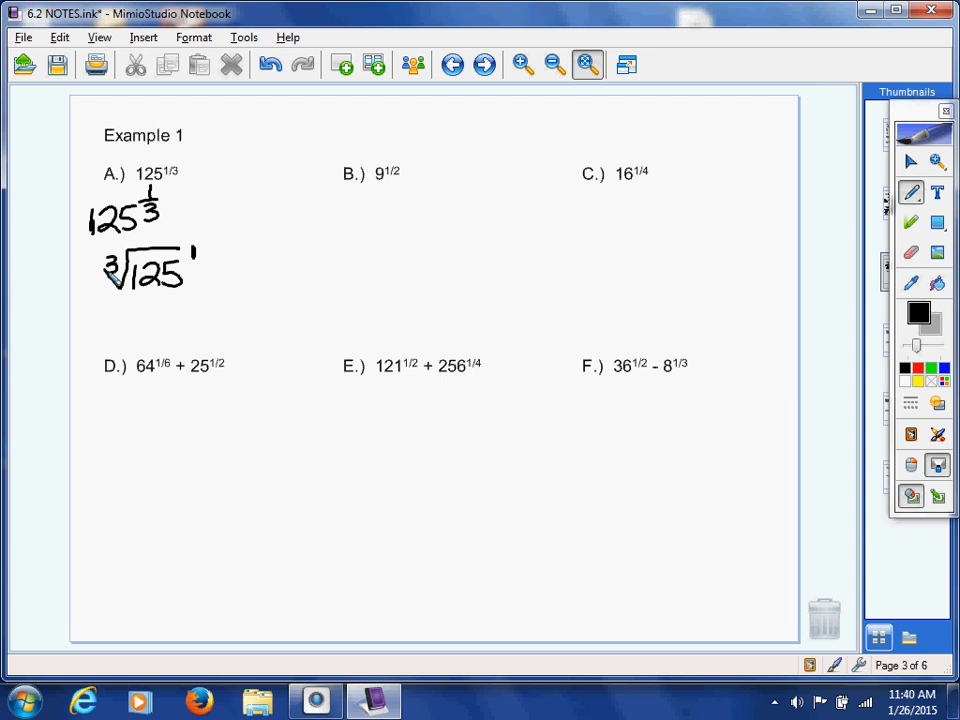 6.2 NOTES.ink* - MimioStudio Notebook
File Edit View Insert Format Tools Help
Thumbnails
Example 1
A.) 125^1/3 B.) 9^1/2 C.) 16^1/4
125^1/3
∛125 ^1
D.) 64^1/6 + 25^1/2 E.) 121^1/2 + 256^1/4 F.) 36^1/2 - 8^1/3
T
Page 3 of 6
11:40 AM
1/26/2015